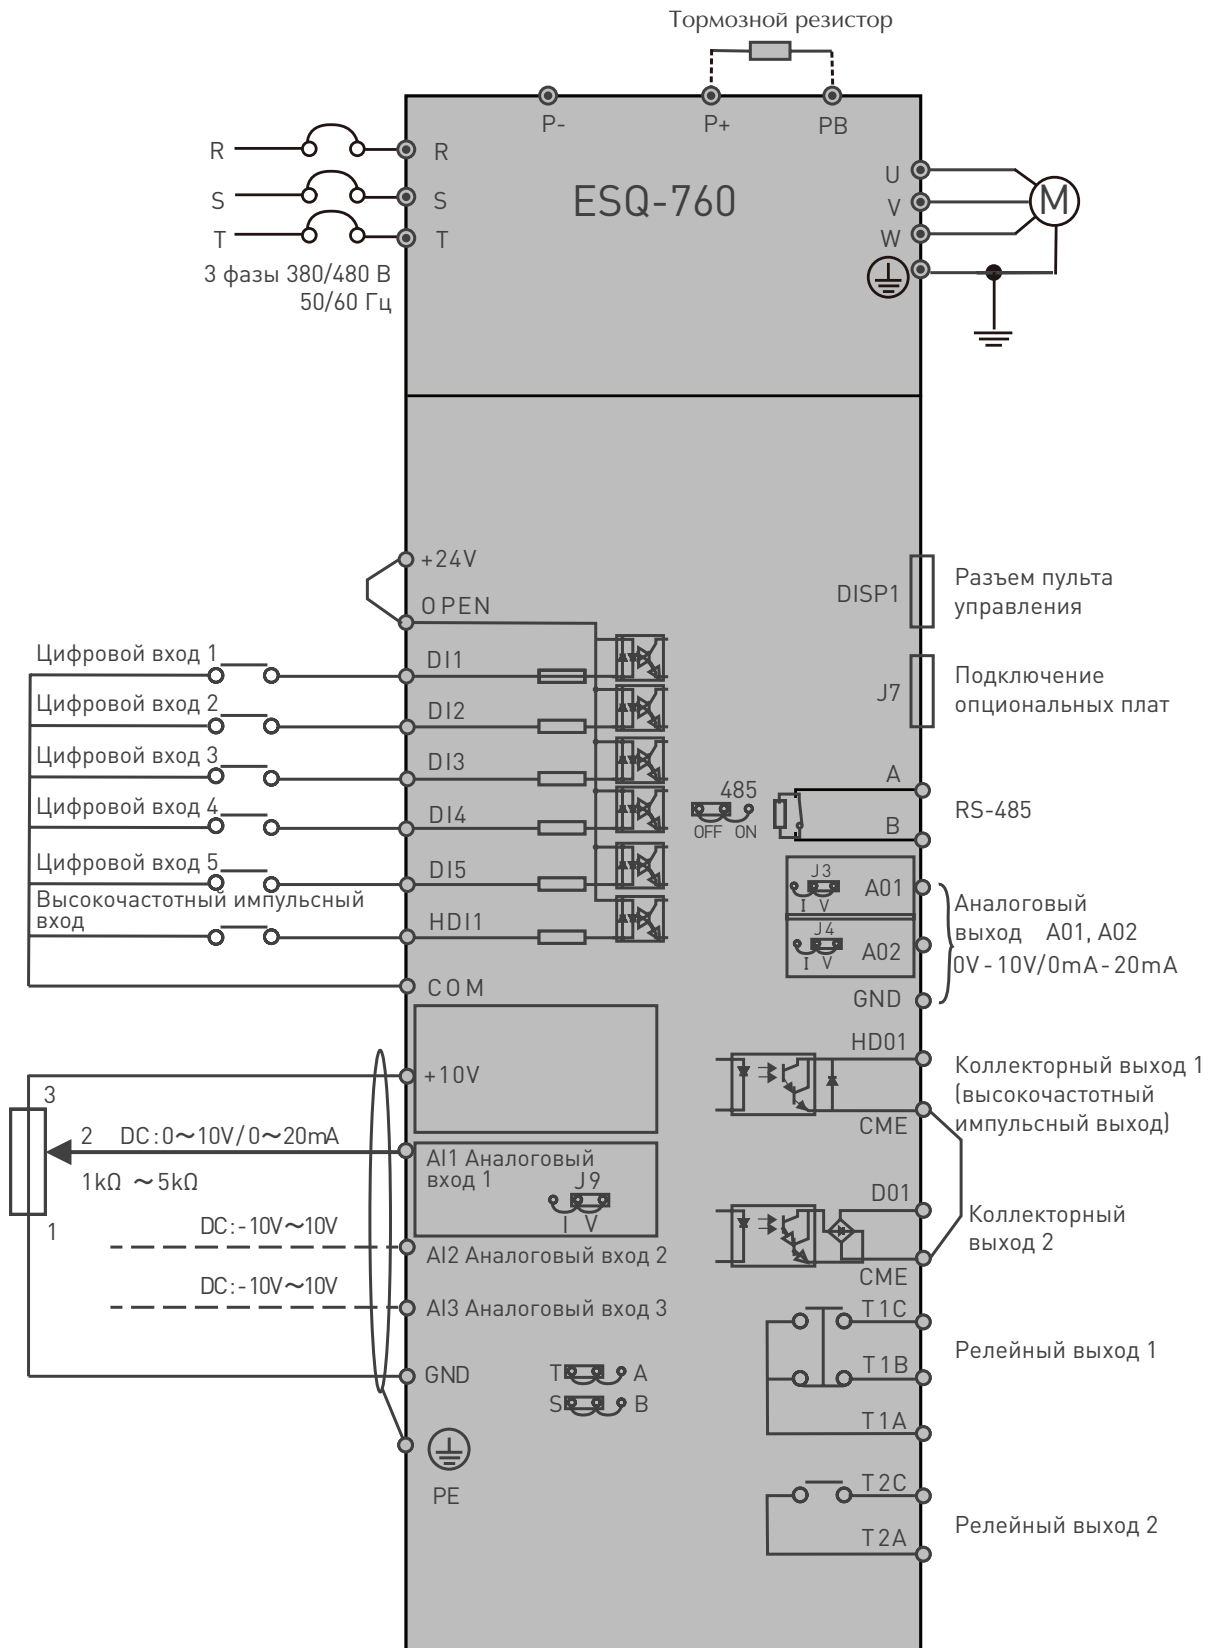 Тормозной резистор
P-
P+
PB
R
R
S
S
T
T
ESQ-760
U
V
W
M
3 фазы 380/480 В
50/60 Гц
+24V
OPEN
DISP1
Разъем пульта
управления
Цифровой вход 1
DI1
J7
Подключение
опциональных плат
Цифровой вход 2
DI2
Цифровой вход 3
DI3
Цифровой вход 4
DI4
485
OFF ON
A
B
RS-485
Цифровой вход 5
DI5
J3
I V
A01
Высокочастотный импульсный
вход
HDI1
J4
I V
A02
Аналоговый
выход A01, A02
0V-10V/0mA-20mA
COM
GND
HD01
CME
Коллекторный выход 1
(высокочастотный
импульсный выход)
+10V
3
2
DC:0~10V/0~20mA
1kΩ ~5kΩ
1
AI1 Аналоговый
вход 1
J9
I V
DC:-10V~10V
AI2 Аналоговый вход 2
DC:-10V~10V
AI3 Аналоговый вход 3
D01
CME
Коллекторный
выход 2
GND
T A
S B
PE
T1C
T1B
T1A
Релейный выход 1
T2C
T2A
Релейный выход 2